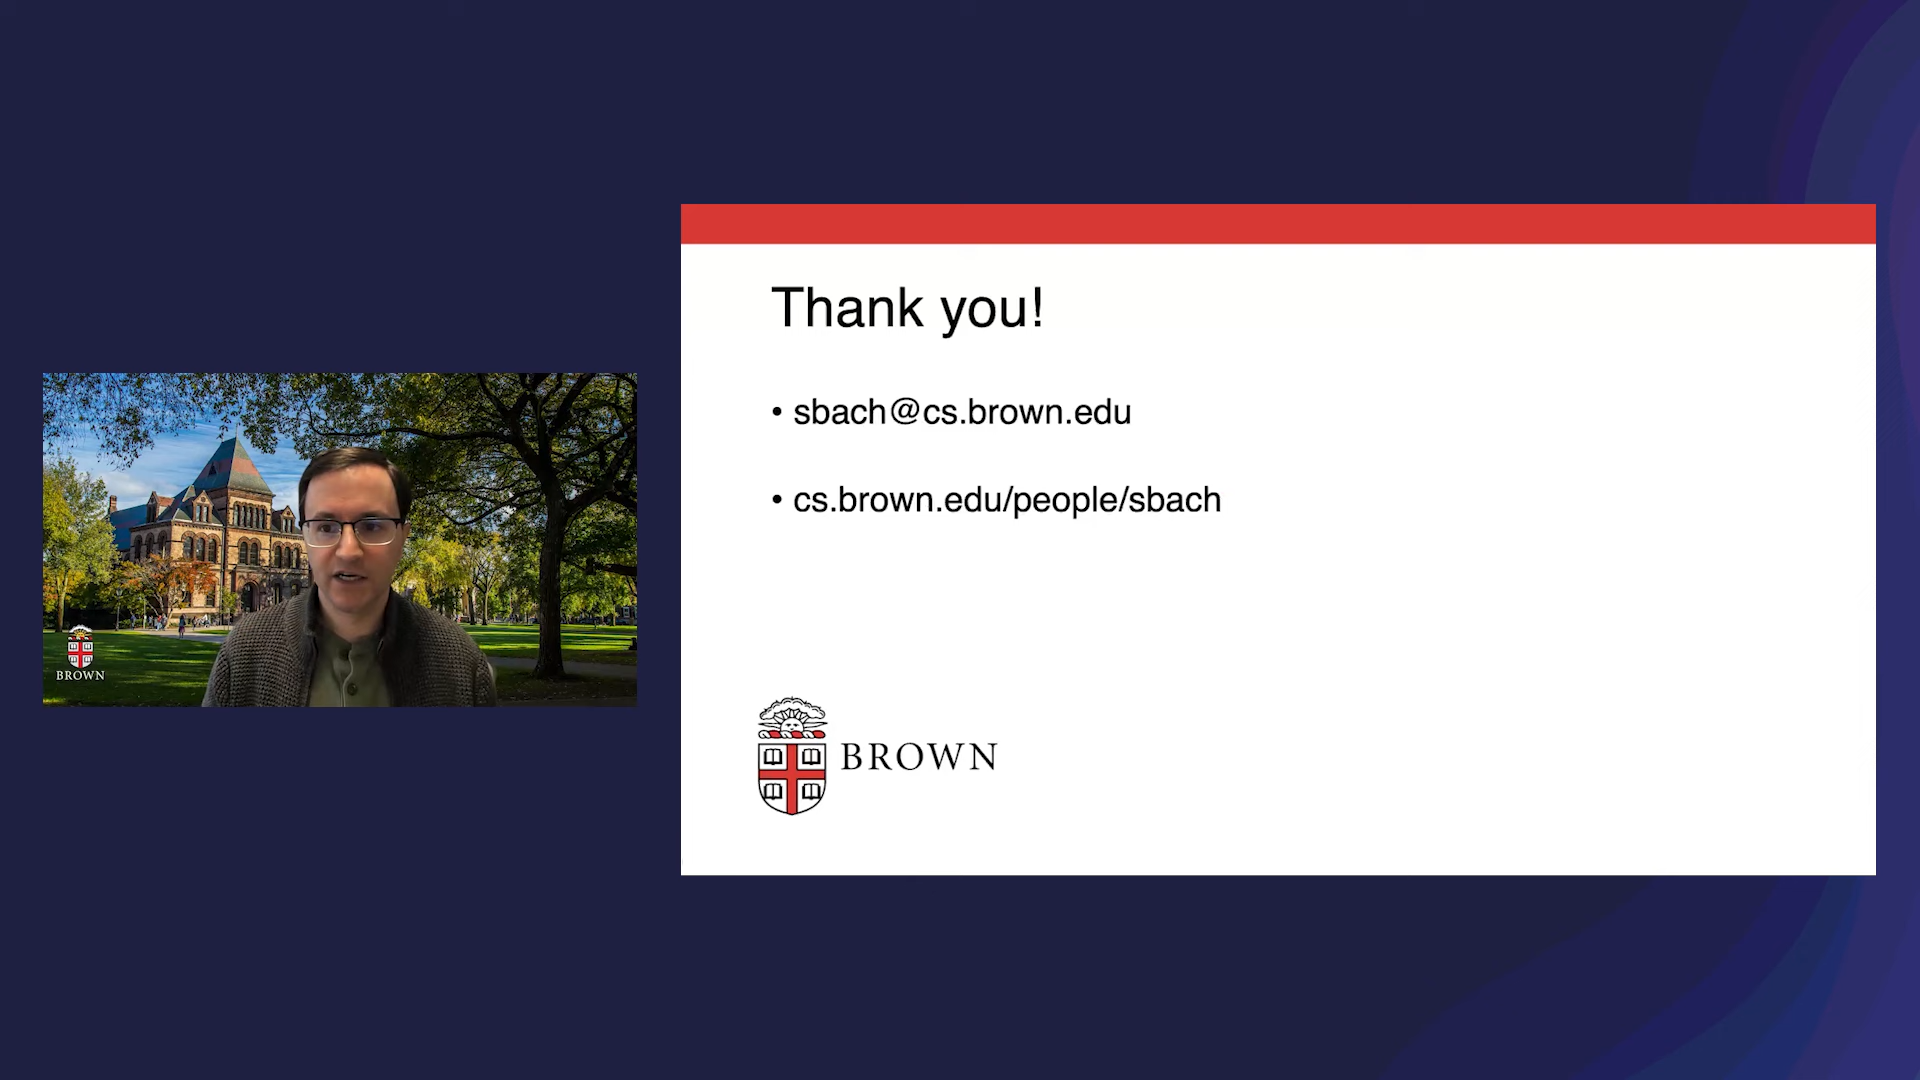 Thank you!
• sbach@cs.brown.edu
• cs.brown.edu/people/sbach
BROWN
BROWN